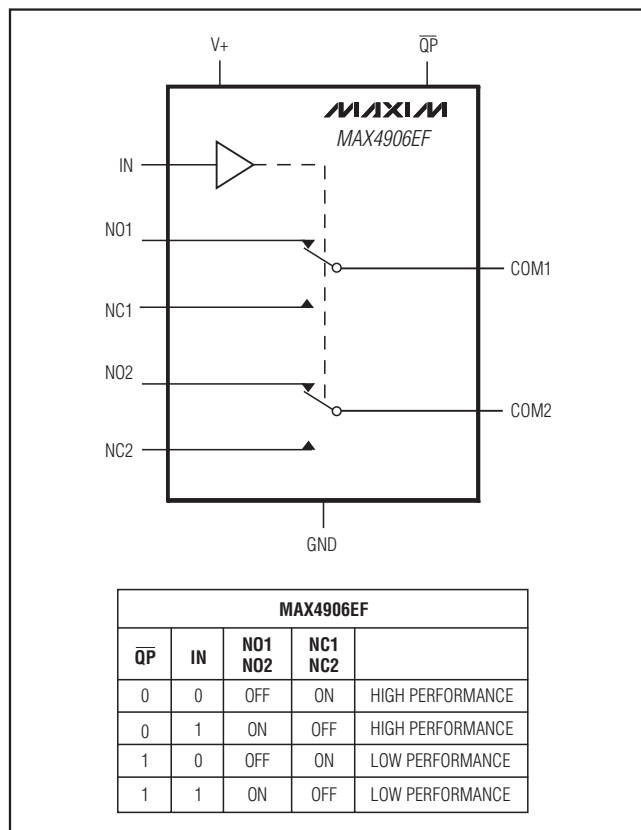 V+ Q̅P̅
MAXIM
MAX4906EF
IN
NO1
COM1
NC1
NO2
COM2
NC2
GND
MAX4906EF
Q̅P̅ IN NO1 NO2 NC1 NC2
0 0 OFF ON HIGH PERFORMANCE
0 1 ON OFF HIGH PERFORMANCE
1 0 OFF ON LOW PERFORMANCE
1 1 ON OFF LOW PERFORMANCE